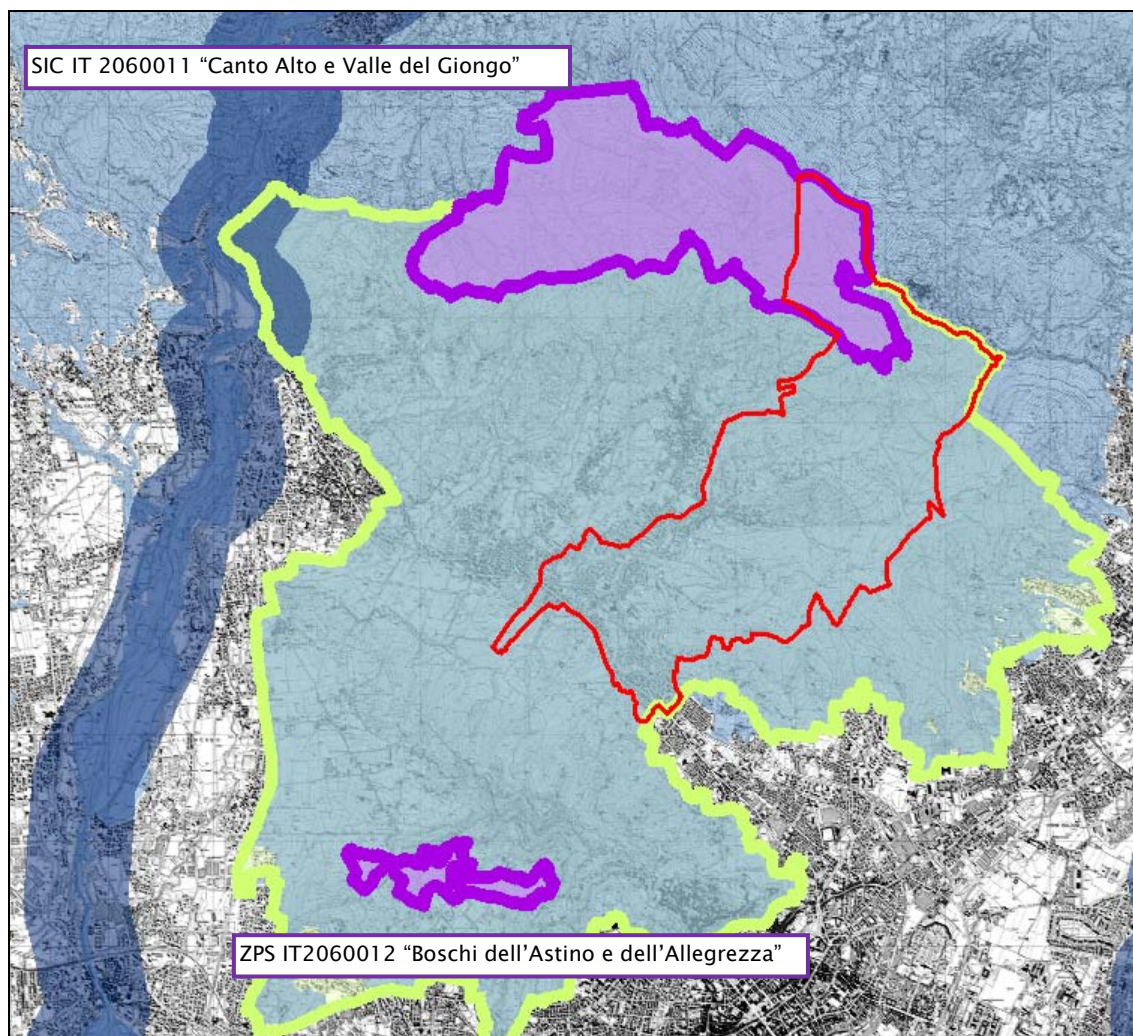 SIC IT 2060011 “Canto Alto e Valle del Giongo”
ZPS IT2060012 “Boschi dell’Astino e dell’Allegrezza”